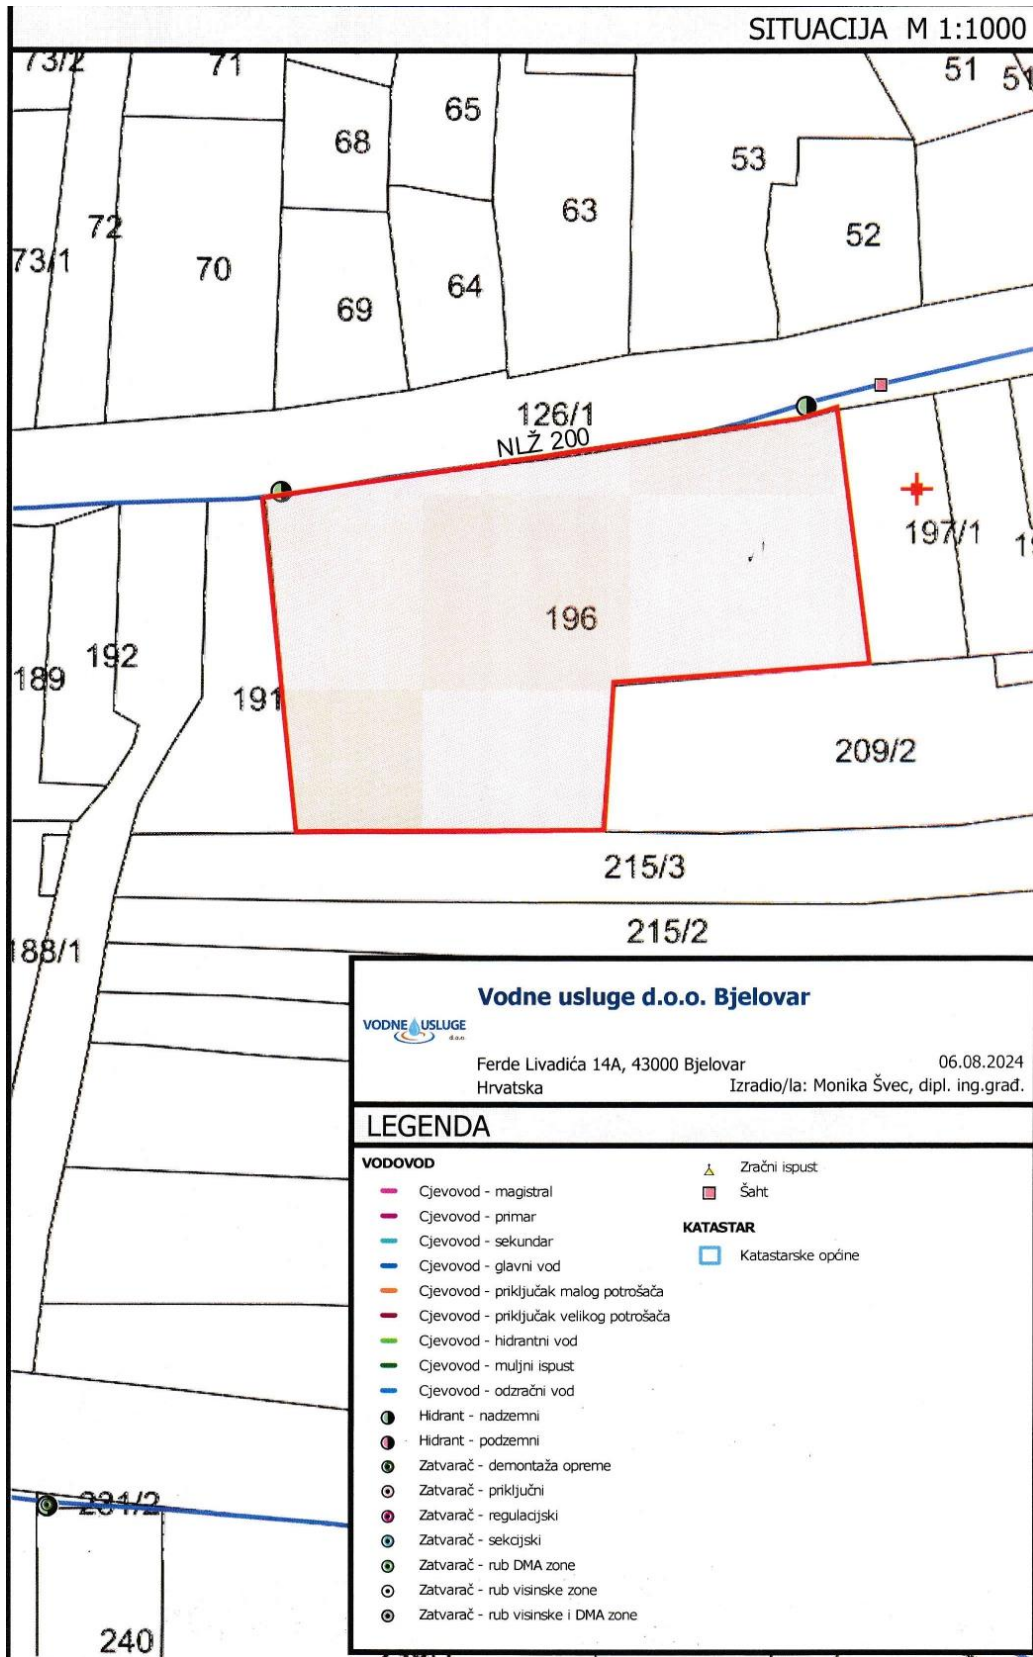 SITUACIJA M 1:1000
73/2
71
51
65
68
53
72
63
52
73/1
70
64
69
126/1
NLŽ 200
197/1
196
192
189
191
209/2
215/3
215/2
188/1
Vodne usluge d.o.o. Bjelovar
VODNE USLUGE
d.o.o.
Ferde Livadića 14A, 43000 Bjelovar
06.08.2024
Hrvatska
Izradio/la: Monika Švec, dipl. ing.građ.
LEGENDA
VODOVOD
Cjevovod - magistral
Cjevovod - primar
Cjevovod - sekundar
Cjevovod - glavni vod
Cjevovod - priključak malog potrošača
Cjevovod - priključak velikog potrošača
Cjevovod - hidrantni vod
Cjevovod - muljni ispust
Cjevovod - odzračni vod
Hidrant - nadzemni
Hidrant - podzemni
Zatvarač - demontaža opreme
Zatvarač - priključni
Zatvarač - regulacijski
Zatvarač - sekcijski
Zatvarač - rub DMA zone
Zatvarač - rub visinske zone
Zatvarač - rub visinske i DMA zone
Zračni ispust
Šaht
KATASTAR
Katastarske općine
231/2
240